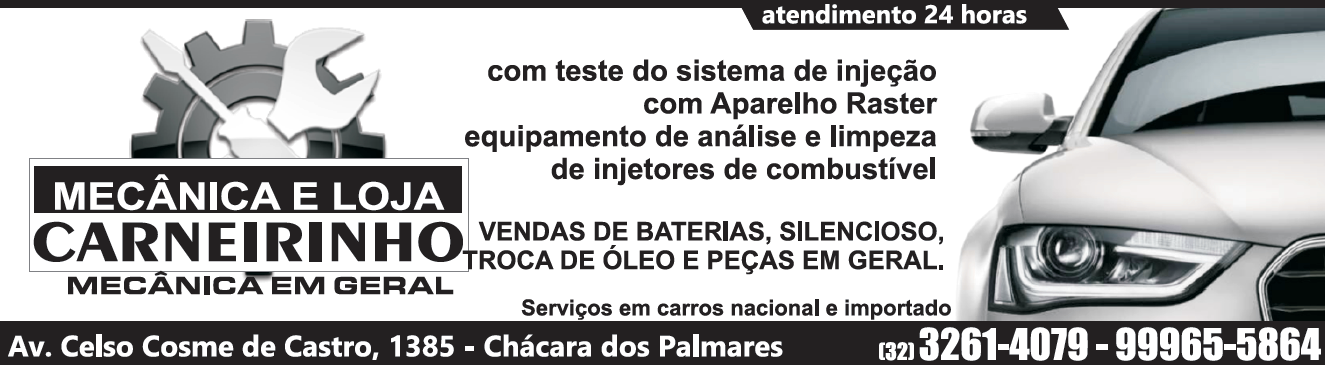 atendimento 24 horas
com teste do sistema de injeção
com Aparelho Raster
equipamento de análise e limpeza
de injetores de combustível
MECÂNICA E LOJA
CARNEIRINHO
MECÂNICA EM GERAL
VENDAS DE BATERIAS, SILENCIOSO,
TROCA DE ÓLEO E PEÇAS EM GERAL.
Serviços em carros nacional e importado
Av. Celso Cosme de Castro, 1385 - Chácara dos Palmares
(32) 3261-4079 - 99965-5864